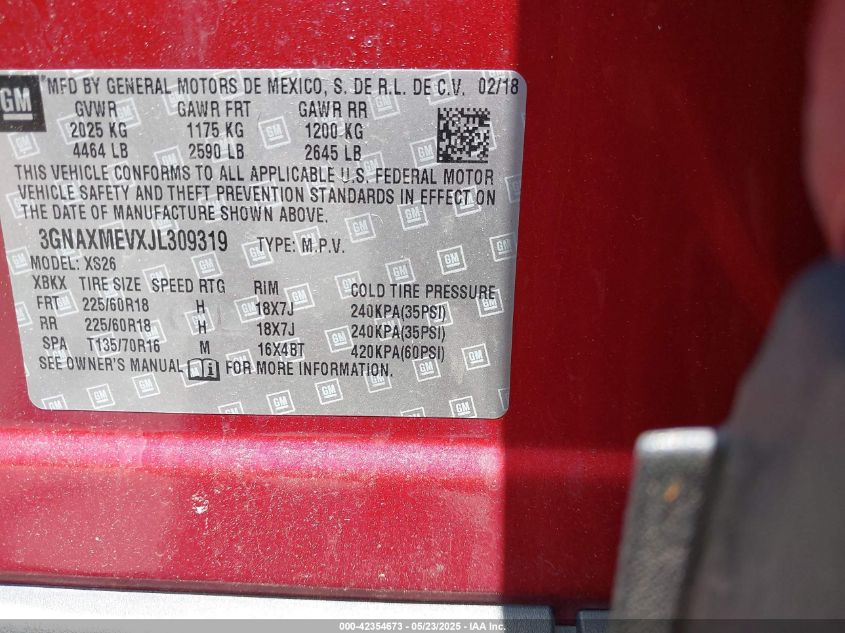 GM
MFD BY GENERAL MOTORS DE MEXICO, S. DE R.L. DE C.V. 02/18
GVWR GAWR FRT GAWR RR
2025 KG 1175 KG 1200 KG
4464 LB 2590 LB 2645 LB
THIS VEHICLE CONFORMS TO ALL APPLICABLE U.S. FEDERAL MOTOR
VEHICLE SAFETY AND THEFT PREVENTION STANDARDS IN EFFECT ON
THE DATE OF MANUFACTURE SHOWN ABOVE.
3GNAXMEVXJL309319 TYPE: M.P.V.
MODEL: XS26
XBKX TIRE SIZE SPEED RTG RIM COLD TIRE PRESSURE
FRT 225/60R18 H 18X7J 240KPA(35PSI)
RR 225/60R18 H 18X7J 240KPA(35PSI)
SPA T135/70R16 M 16X4BT 420KPA(60PSI)
SEE OWNER'S MANUAL FOR MORE INFORMATION.
000-42354673 - 05/23/2025 - IAA Inc.